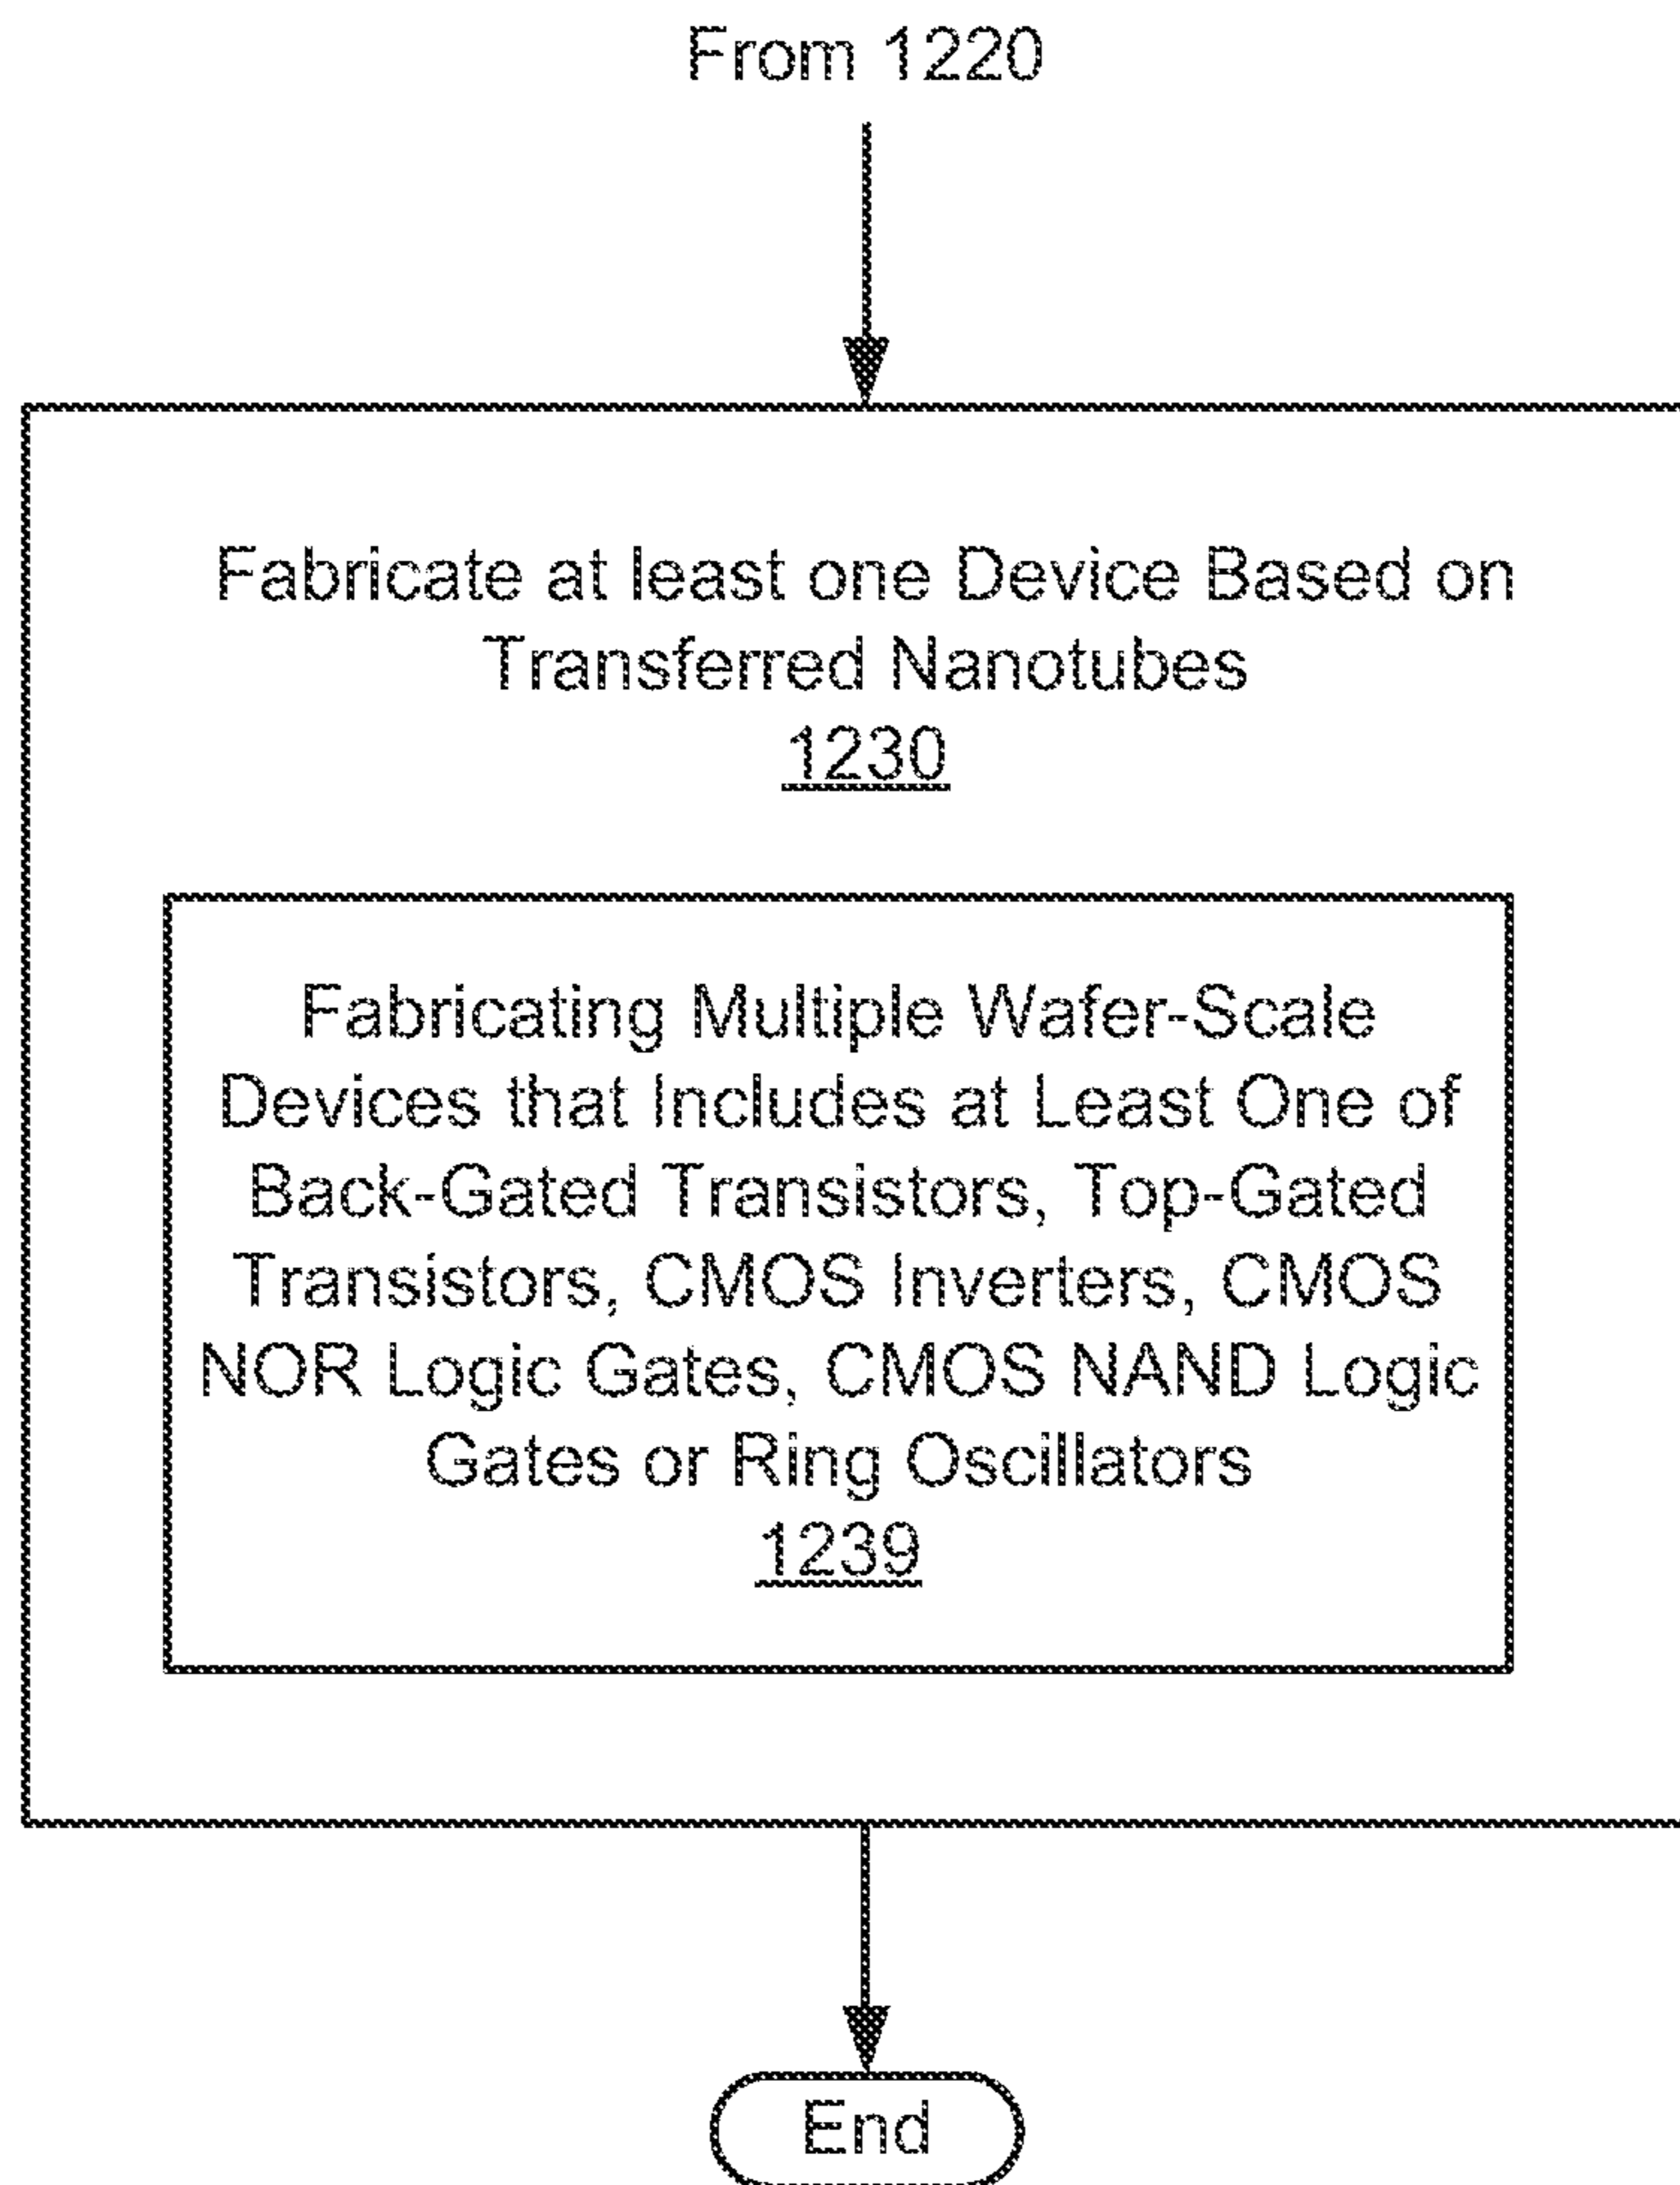 From 1220
Fabricate at least one Device Based on
Transferred Nanotubes
1230
Fabricating Multiple Wafer-Scale
Devices that Includes at Least One of
Back-Gated Transistors, Top-Gated
Transistors, CMOS Inverters, CMOS
NOR Logic Gates, CMOS NAND Logic
Gates or Ring Oscillators
1239
End